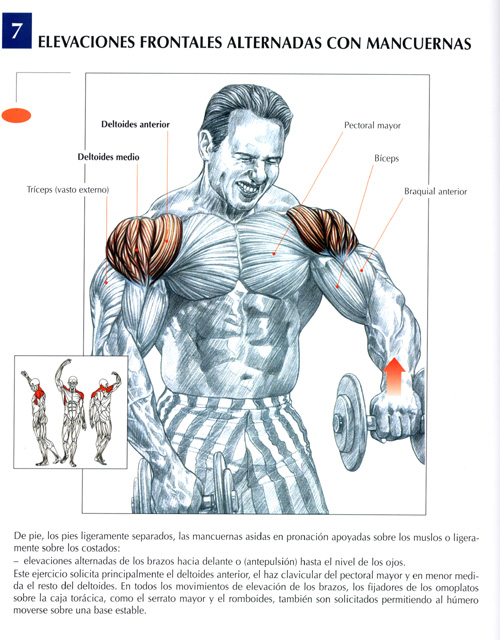 7
ELEVACIONES FRONTALES ALTERNADAS CON MANCUERNAS
Deltoides anterior
Pectoral mayor
Deltoides medio
Bíceps
Tríceps (vasto externo)
Braquial anterior
De pie, los pies ligeramente separados, las mancuernas asidas en pronación apoyadas sobre los muslos o ligera-
mente sobre los costados:
– elevaciones alternadas de los brazos hacia delante o (antepulsión) hasta el nivel de los ojos.
Este ejercicio solicita principalmente el deltoides anterior, el haz clavicular del pectoral mayor y en menor medi-
da el resto del deltoides. En todos los movimientos de elevación de los brazos, los fijadores de los omoplatos
sobre la caja torácica, como el serrato mayor y el romboides, también son solicitados permitiendo al húmero
moverse sobre una base estable.